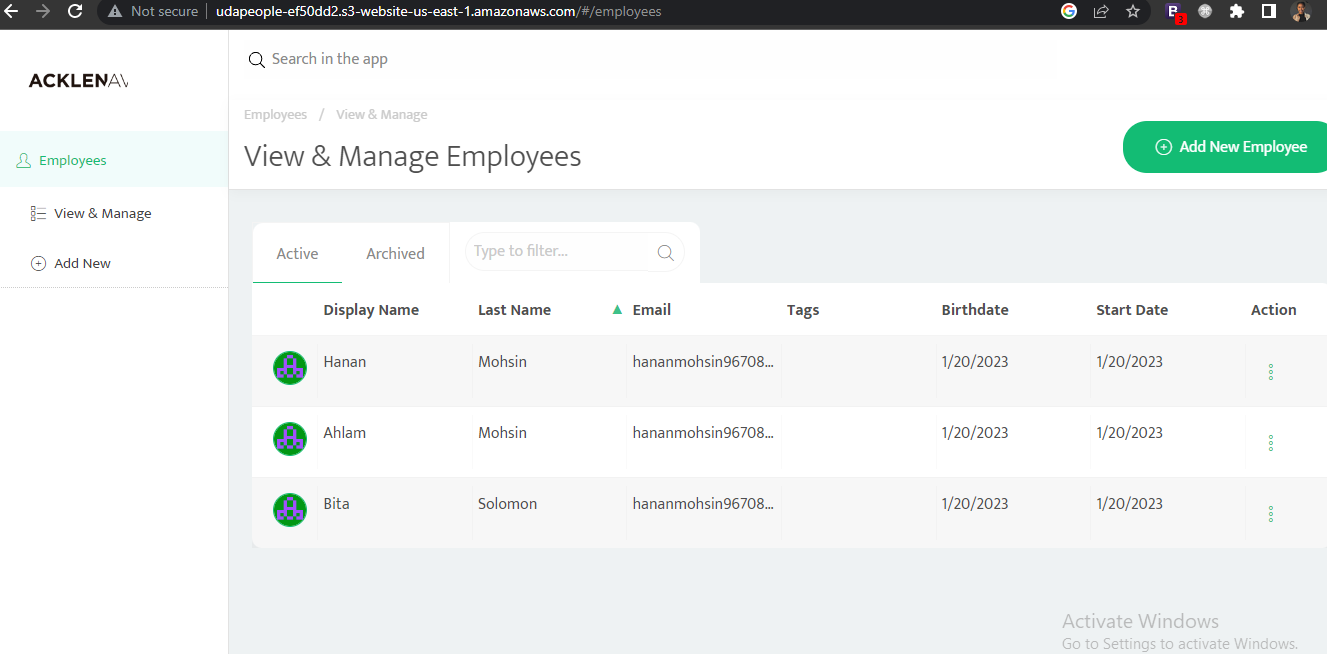 Not secure | udapeople-ef50dd2.s3-website-us-east-1.amazonaws.com/#/employees
3
ACKLENAV
Search in the app
Employees / View & Manage
View & Manage Employees
Add New Employee
Employees
View & Manage
Add New
Active Archived Type to filter...
Display Name Last Name ▲ Email Tags Birthdate Start Date Action
Hanan Mohsin hananmohsin96708... 1/20/2023 1/20/2023
Ahlam Mohsin hananmohsin96708... 1/20/2023 1/20/2023
Bita Solomon hananmohsin96708... 1/20/2023 1/20/2023
Activate Windows
Go to Settings to activate Windows.